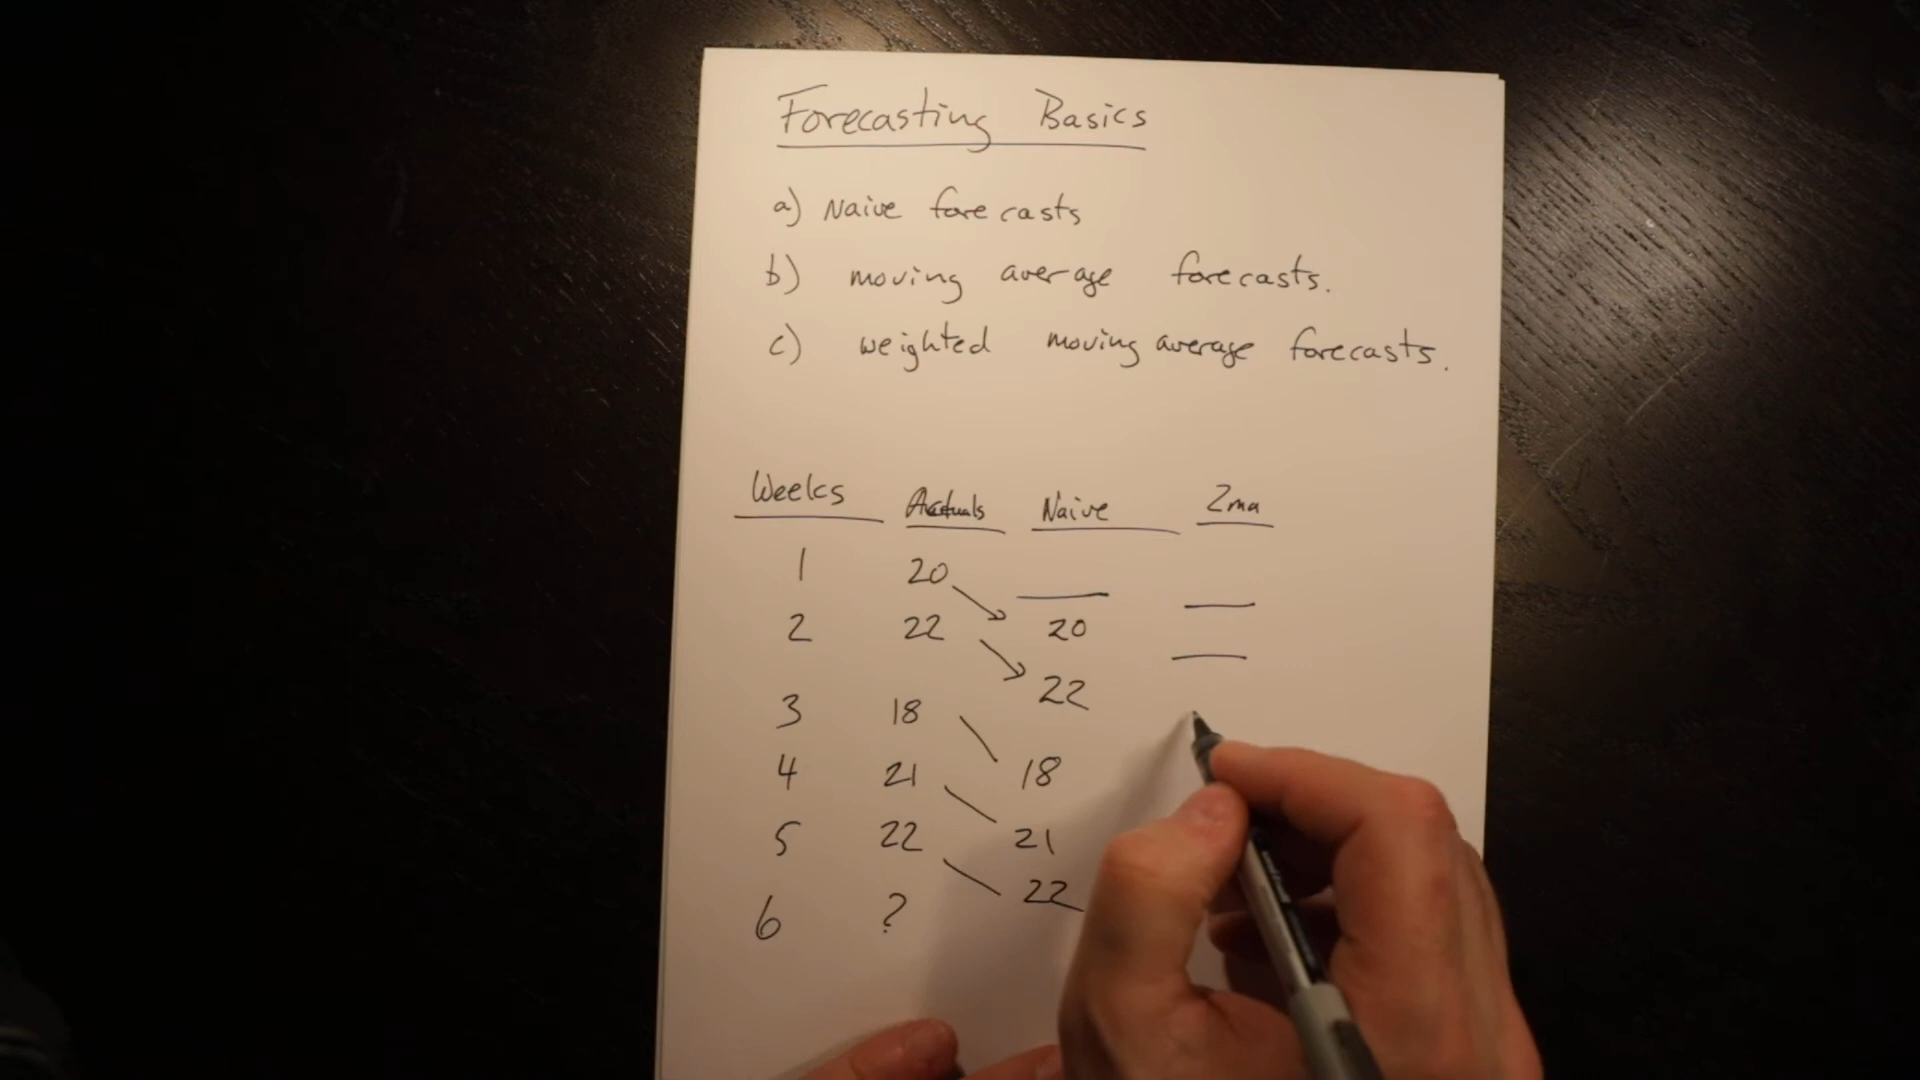 Forecasting Basics
a) Naive forecasts
b) moving average forecasts.
c) weighted moving average forecasts.
Weeks Actuals Naive 2ma
1 20
2 22 20
3 18 22
4 21 18
5 22 21
6 ? 22